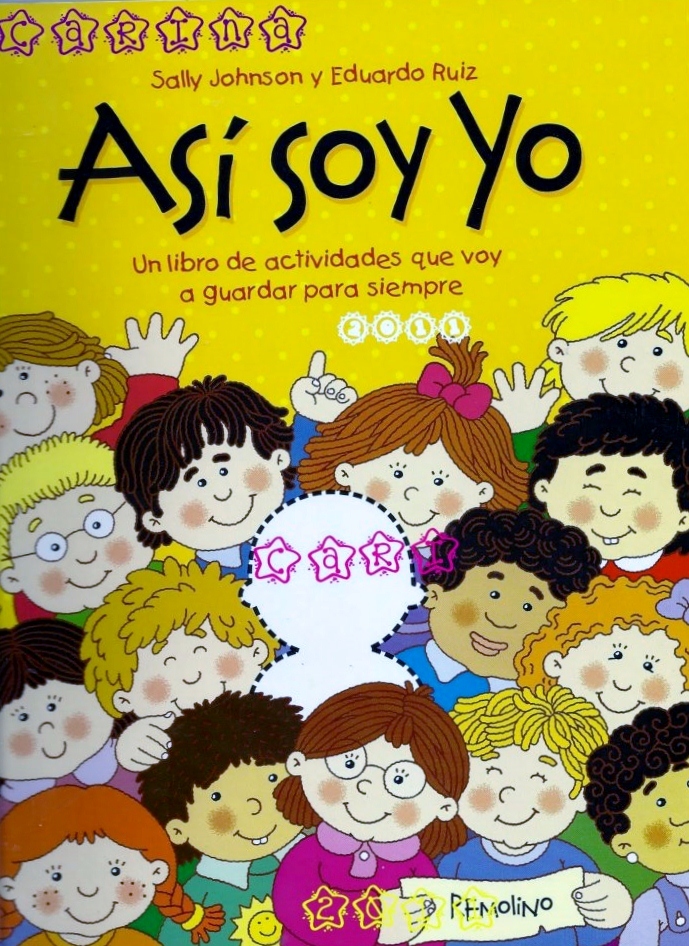 CARINA
Sally Johnson y Eduardo Ruiz
Así soy Yo
Un libro de actividades que voy
a guardar para siempre
2011
CARI
REMOLINO